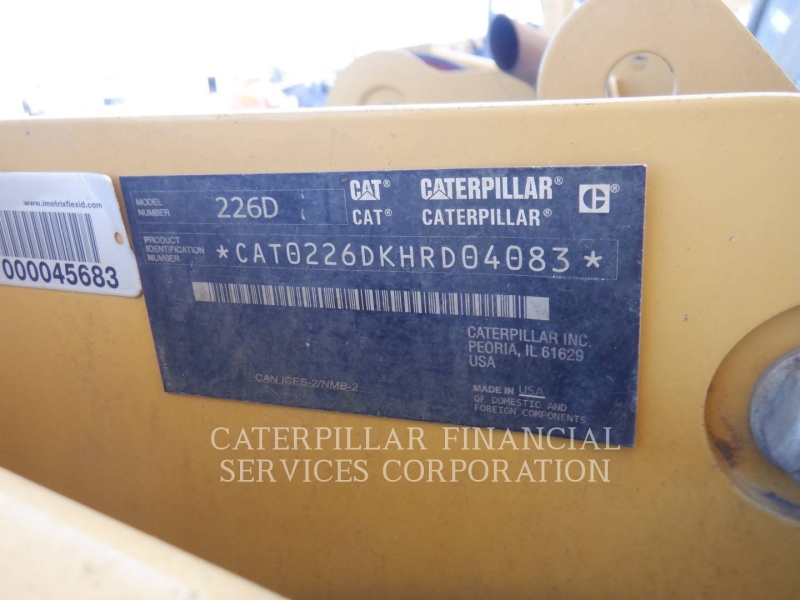 www.imetrixflexid.com
000045683
MODEL
NUMBER
226D
CAT® CATERPILLAR®
CAT® CATERPILLAR®
C®
PRODUCT
IDENTIFICATION
NUMBER
*CAT0226DKHRD04083*
CATERPILLAR INC.
PEORIA, IL 61629
USA
CAN ICES-2/NMB-2
MADE IN USA
OF DOMESTIC AND
FOREIGN COMPONENTS
CATERPILLAR FINANCIAL
SERVICES CORPORATION